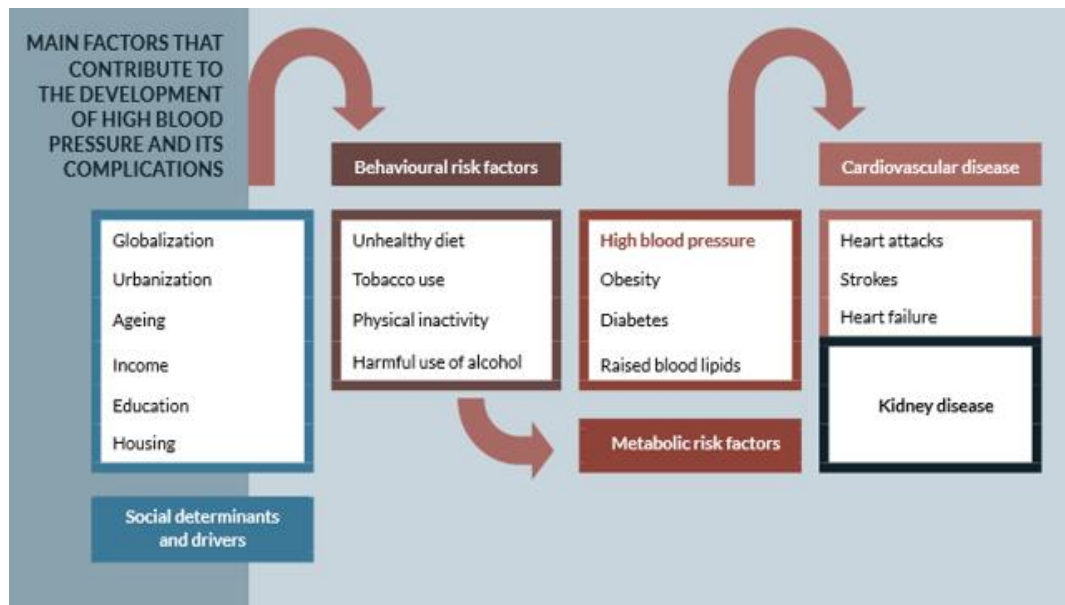 MAIN FACTORS THAT
CONTRIBUTE TO
THE DEVELOPMENT
OF HIGH BLOOD
PRESSURE AND ITS
COMPLICATIONS
Globalization
Urbanization
Ageing
Income
Education
Housing
Social determinants
and drivers
Behavioural risk factors
Unhealthy diet
Tobacco use
Physical inactivity
Harmful use of alcohol
High blood pressure
Obesity
Diabetes
Raised blood lipids
Metabolic risk factors
Cardiovascular disease
Heart attacks
Strokes
Heart failure
Kidney disease